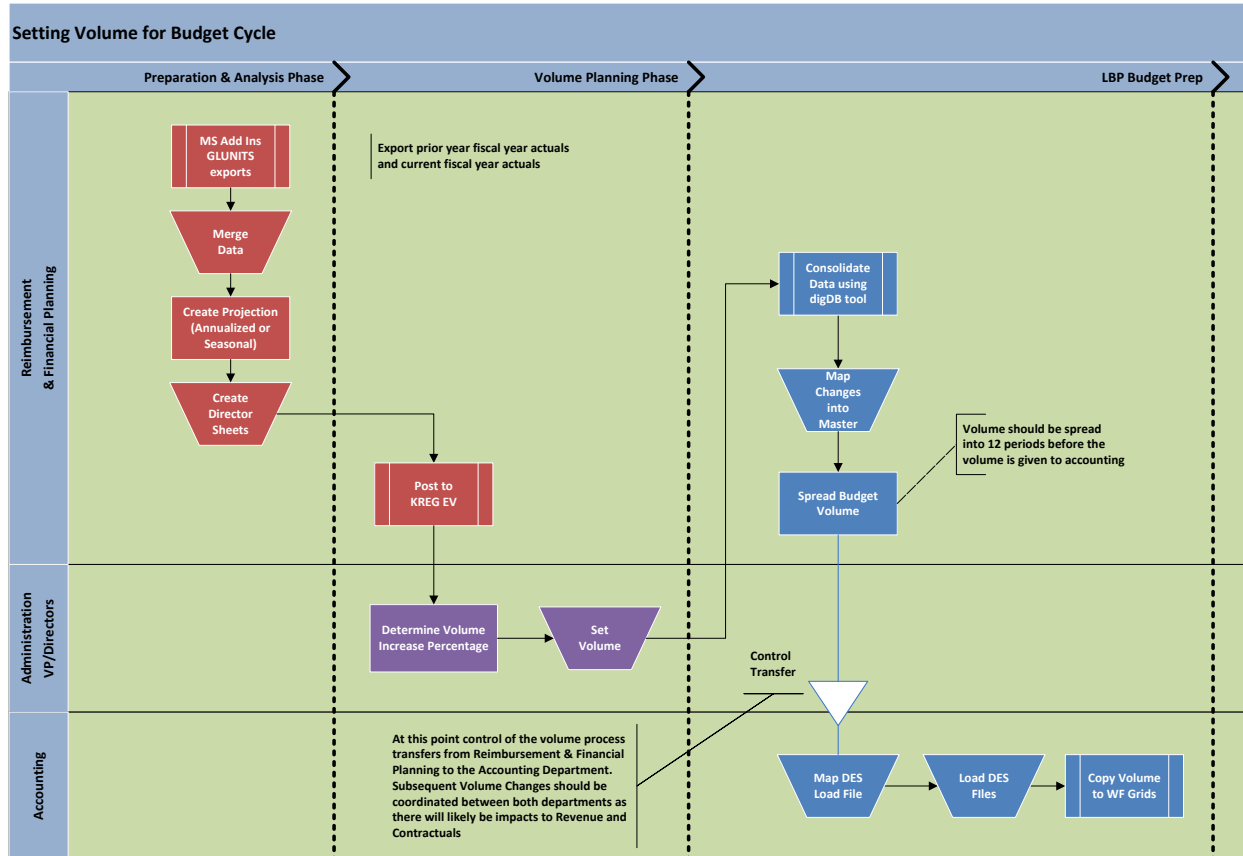 Setting Volume for Budget Cycle
Preparation & Analysis Phase
Volume Planning Phase
LBP Budget Prep
Reimbursement
& Financial Planning
MS Add Ins
GLUNITS
exports
Merge
Data
Create Projection
(Annualized or
Seasonal)
Create
Director
Sheets
Export prior year fiscal year actuals
and current fiscal year actuals
Post to
KREG EV
Consolidate
Data using
digDB tool
Map
Changes
into
Master
Spread Budget
Volume
Volume should be spread
into 12 periods before the
volume is given to accounting
Administration
VP/Directors
Determine Volume
Increase Percentage
Set
Volume
Control
Transfer
Accounting
At this point control of the volume process
transfers from Reimbursement & Financial
Planning to the Accounting Department.
Subsequent Volume Changes should be
coordinated between both departments as
there will likely be impacts to Revenue and
Contractuals
Map DES
Load File
Load DES
FIles
Copy Volume
to WF Grids